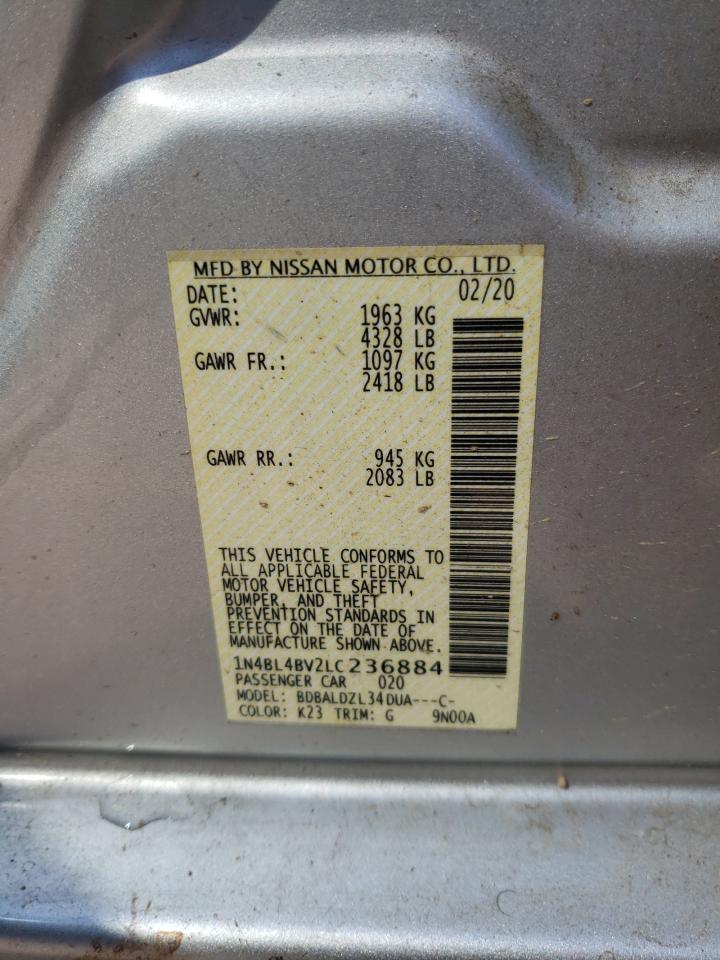 MFD BY NISSAN MOTOR CO., LTD.
DATE: 02/20
GVWR: 1963 KG
4328 LB
GAWR FR.: 1097 KG
2418 LB
GAWR RR.: 945 KG
2083 LB
THIS VEHICLE CONFORMS TO
ALL APPLICABLE FEDERAL
MOTOR VEHICLE SAFETY,
BUMPER, AND THEFT
PREVENTION STANDARDS IN
EFFECT ON THE DATE OF
MANUFACTURE SHOWN ABOVE.
1N4BL4BV2LC236884
PASSENGER CAR 020
MODEL: BDBALDZL34DUA---C-
COLOR: K23 TRIM: G 9N00A